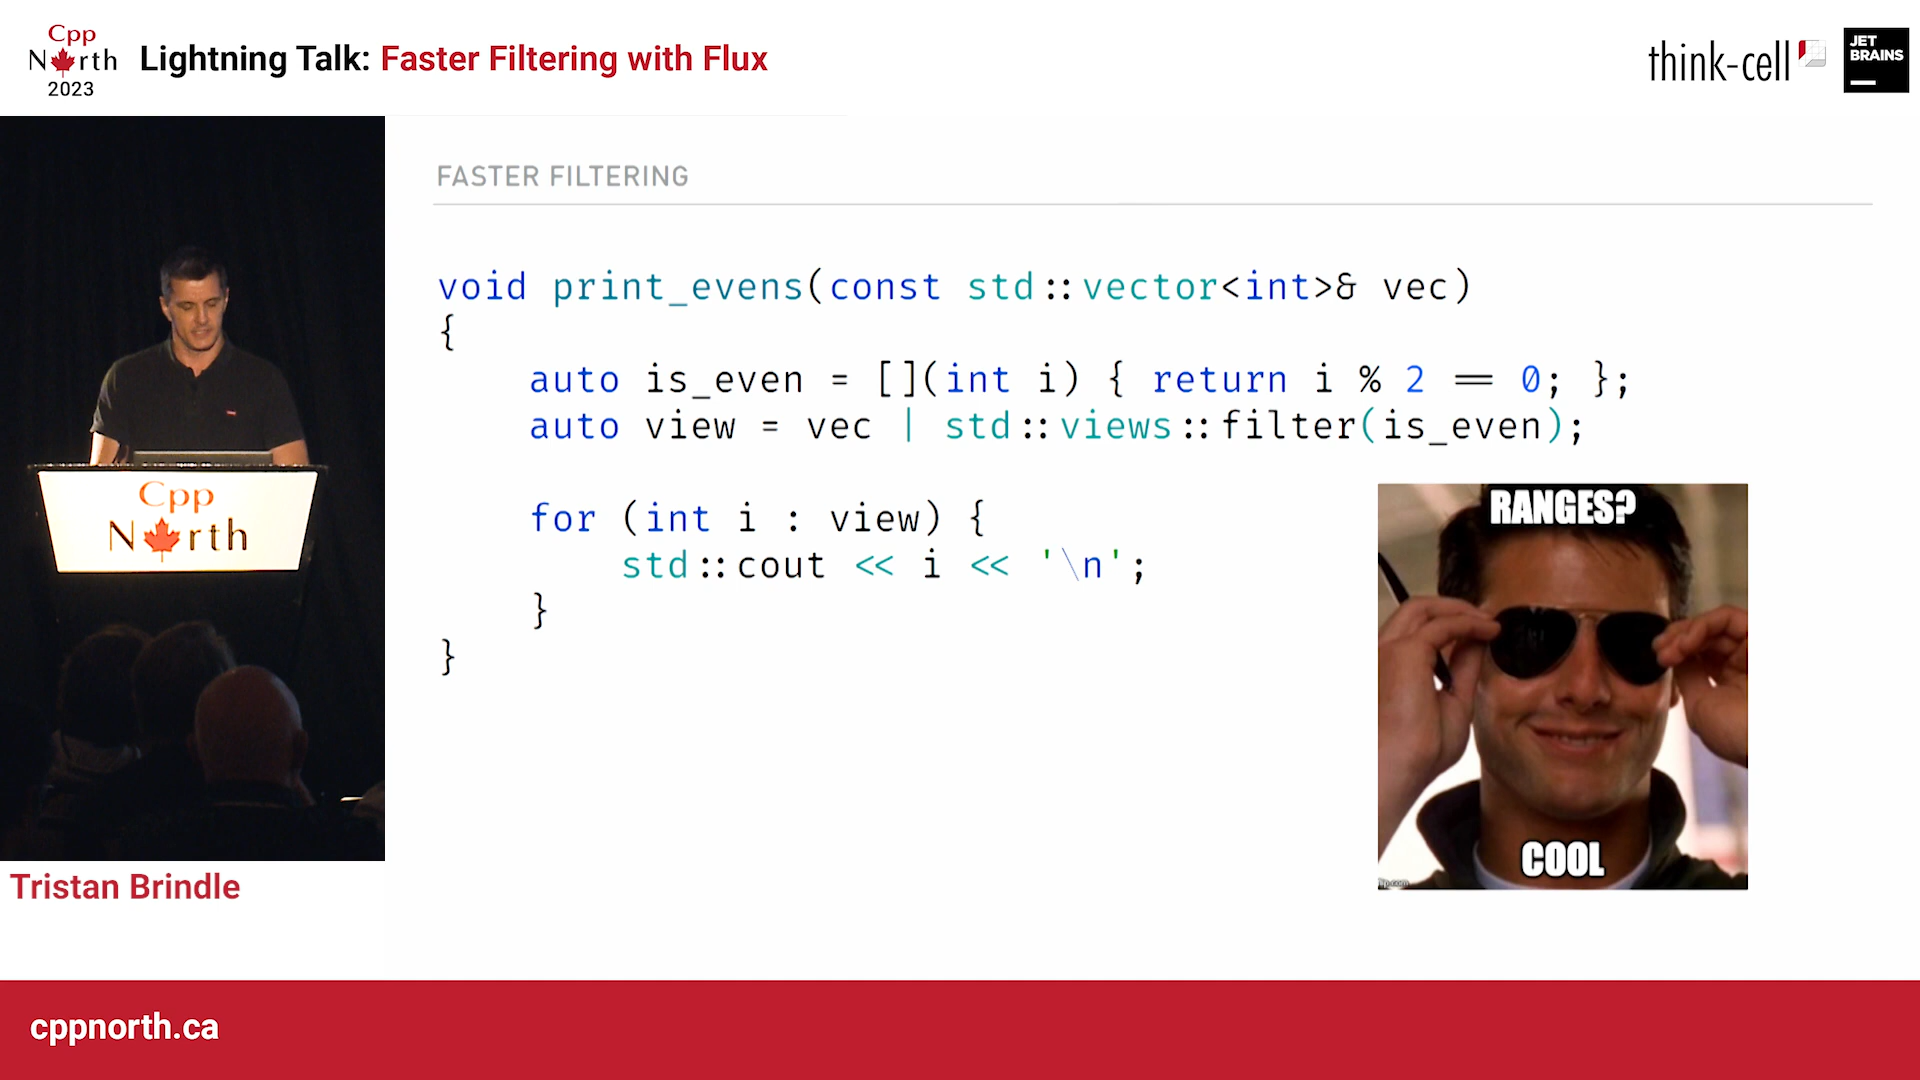 Cpp
North
2023
Lightning Talk: Faster Filtering with Flux
think-cell
JET
BRAINS
FASTER FILTERING
void print_evens(const std::vector<int>& vec)
{
    auto is_even = [](int i) { return i % 2 == 0; };
    auto view = vec | std::views::filter(is_even);
    for (int i : view) {
        std::cout << i << '\n';
    }
}
RANGES?
COOL
Cpp
North
Tristan Brindle
cppnorth.ca